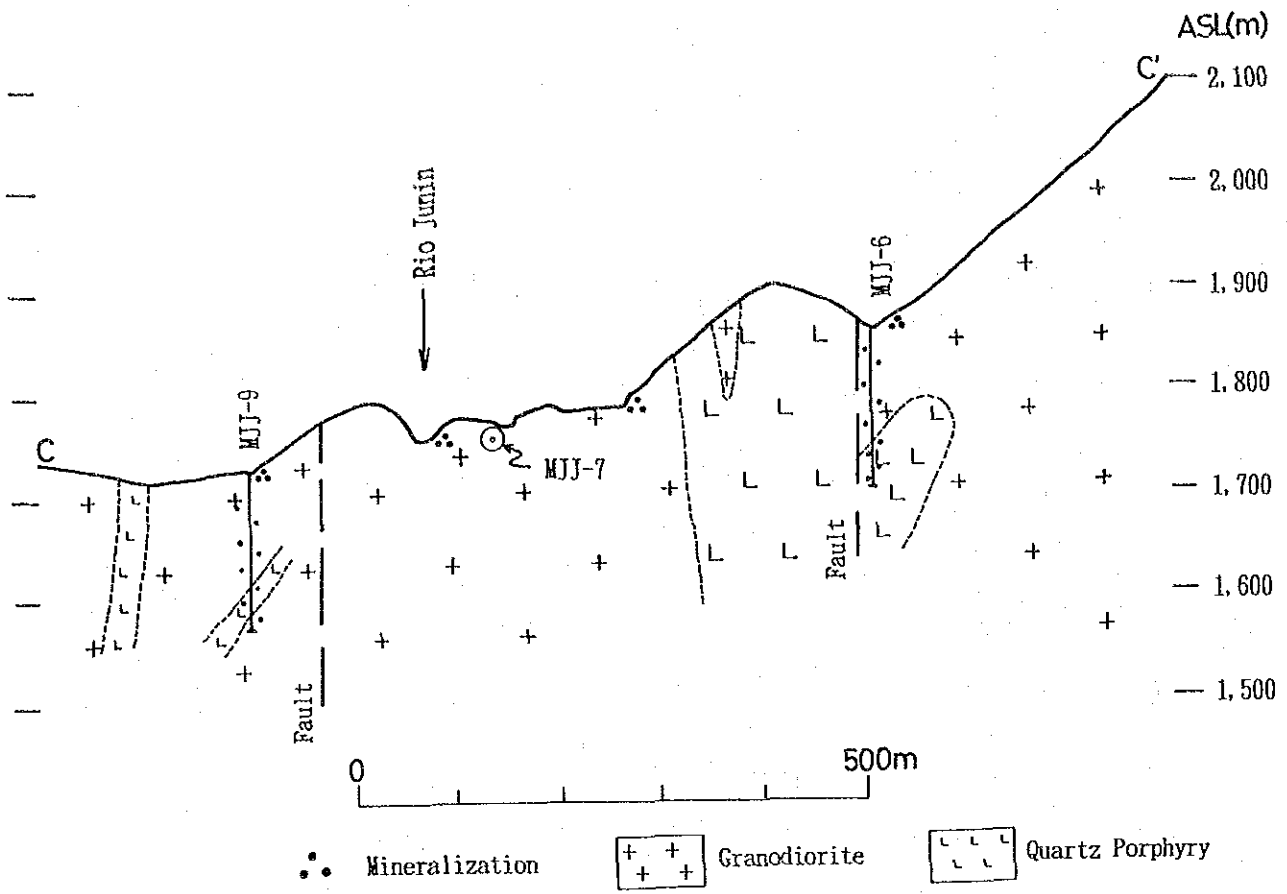 ASL(m)
C'
2,100
2,000
1,900
1,800
1,700
1,600
1,500
Rio Junin
MJJ-6
MJJ-9
C
MJJ-7
Fault
Fault
0
500m
Mineralization
Granodiorite
Quartz Porphyry